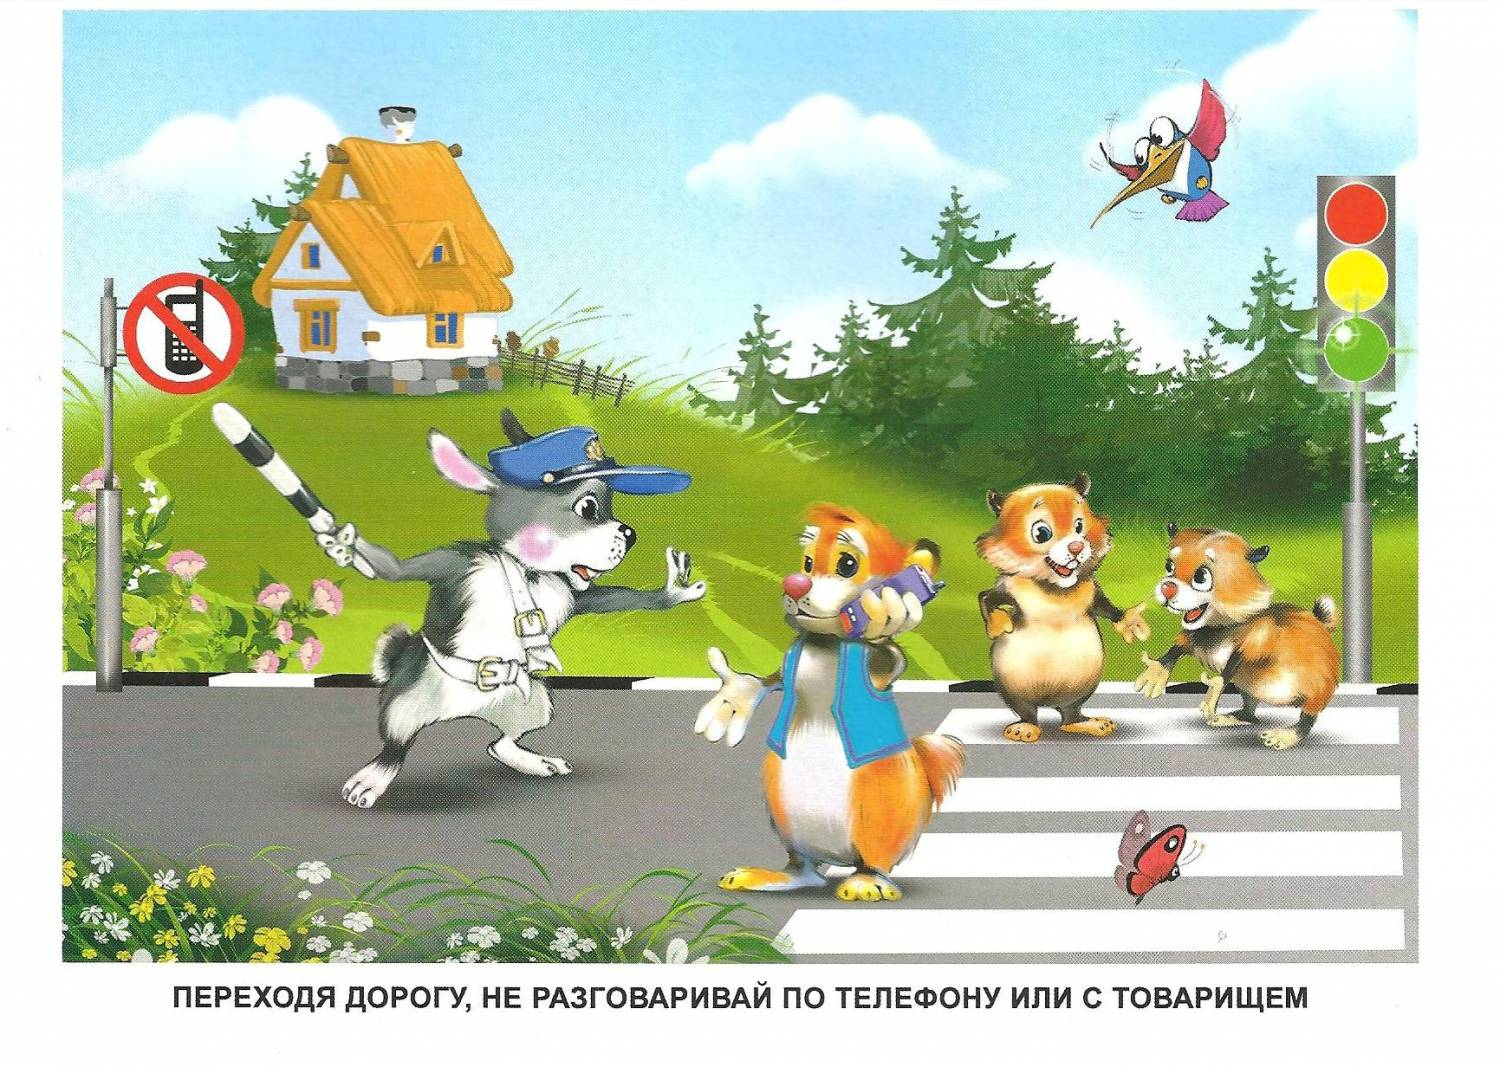 ПЕРЕХОДЯ ДОРОГУ, НЕ РАЗГОВАРИВАЙ ПО ТЕЛЕФОНУ ИЛИ С ТОВАРИЩЕМ